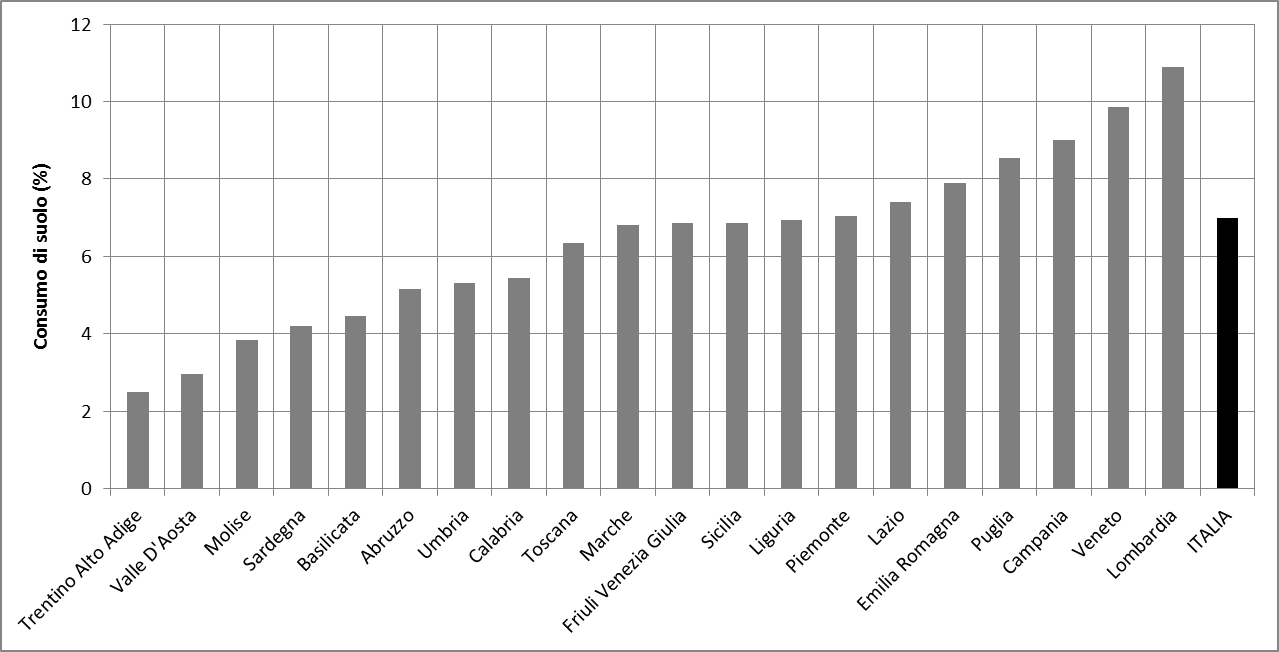 12
10
8
6
4
2
0
Consumo di suolo (%)
Trentino Alto Adige
Valle D'Aosta
Molise
Sardegna
Basilicata
Abruzzo
Umbria
Calabria
Toscana
Marche
Friuli Venezia Giulia
Sicilia
Liguria
Piemonte
Lazio
Emilia Romagna
Puglia
Campania
Veneto
Lombardia
ITALIA